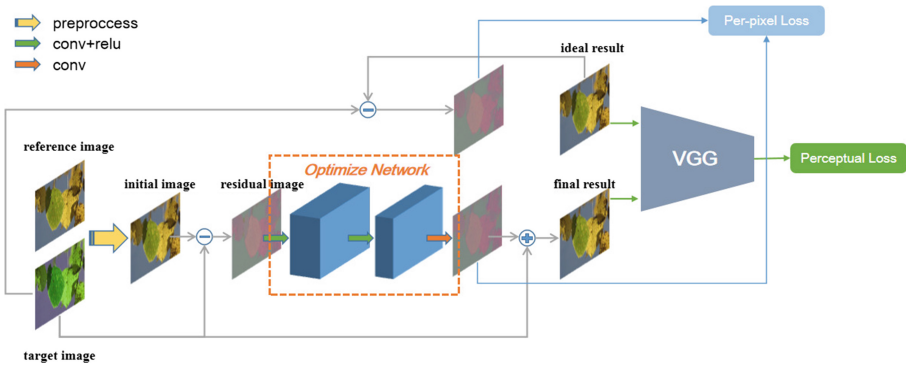 preproccess
conv+relu
conv
Per-pixel Loss
ideal result
reference image
initial image
residual image
Optimize Network
final result
VGG
Perceptual Loss
target image